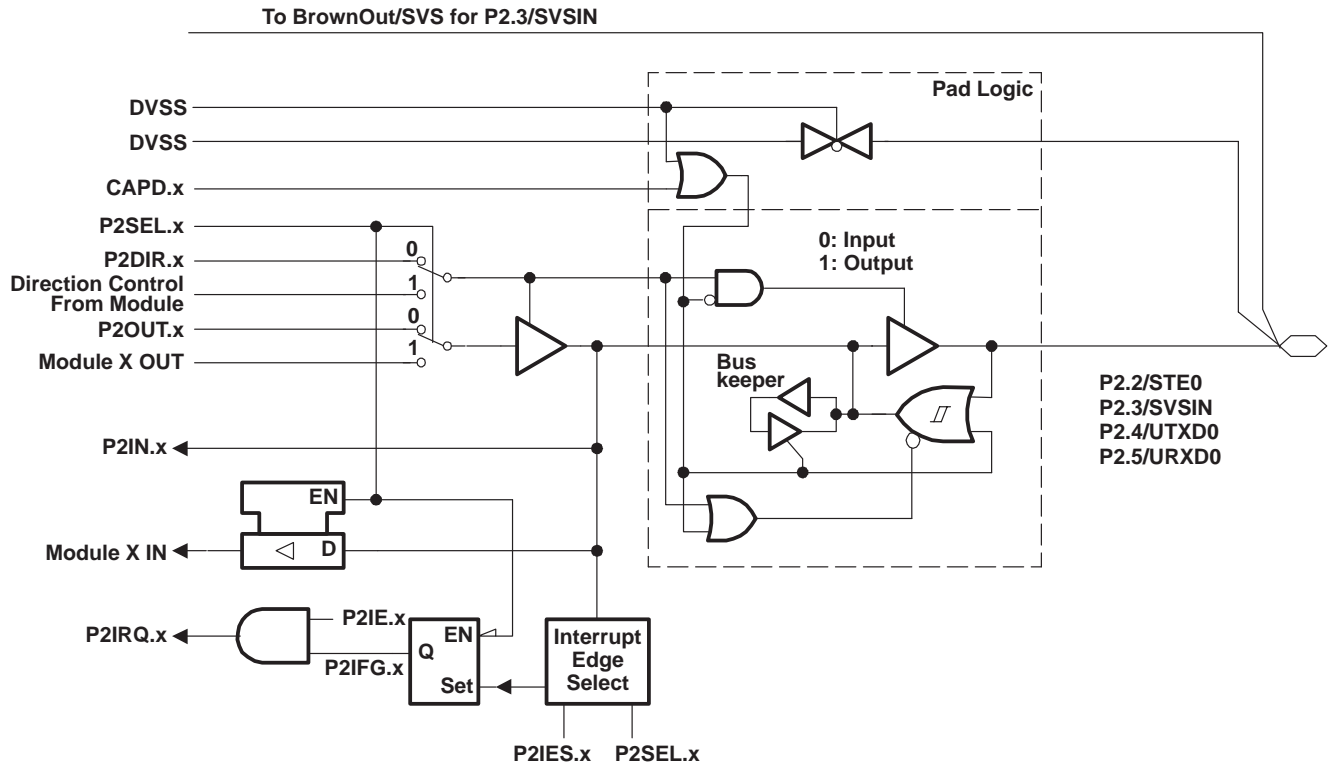 To BrownOut/SVS for P2.3/SVSIN
Pad Logic
DVSS
DVSS
CAPD.x
P2SEL.x
0: Input
1: Output
P2DIR.x
0
Direction Control
From Module
1
P2OUT.x
0
Module X OUT
1
Bus
keeper
P2.2/STE0
P2.3/SVSIN
P2.4/UTXD0
P2.5/URXD0
P2IN.x
EN
Module X IN
D
P2IE.x
P2IRQ.x
P2IFG.x
EN
Q
Set
Interrupt
Edge
Select
P2IES.x
P2SEL.x